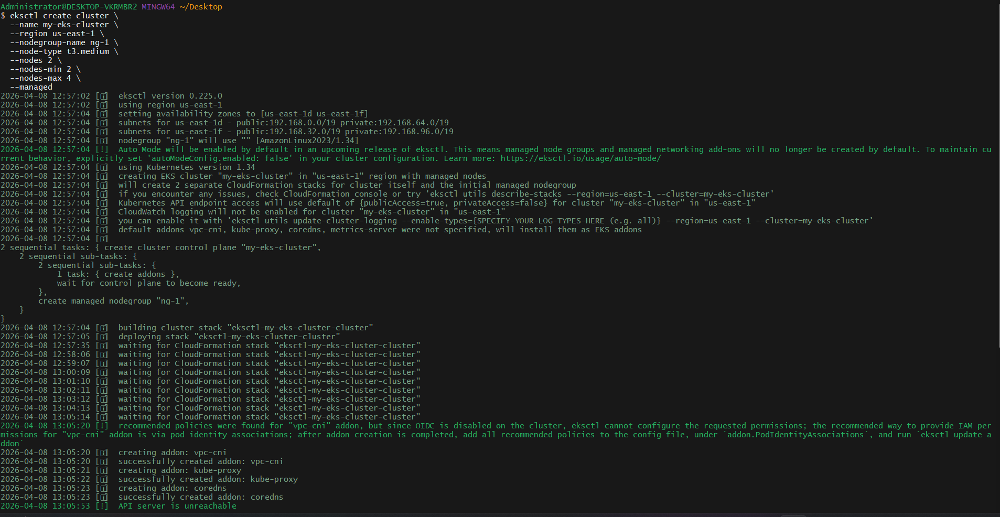 Administrator@DESKTOP-VKRMBR2 MINGW64 ~/Desktop
$ eksctl create cluster \
  --name my-eks-cluster \
  --region us-east-1 \
  --nodegroup-name ng-1 \
  --node-type t3.medium \
  --nodes 2 \
  --nodes-min 2 \
  --nodes-max 4 \
  --managed
2026-04-08 12:57:02 [ℹ]  eksctl version 0.225.0
2026-04-08 12:57:02 [ℹ]  using region us-east-1
2026-04-08 12:57:04 [ℹ]  setting availability zones to [us-east-1d us-east-1f]
2026-04-08 12:57:04 [ℹ]  subnets for us-east-1d - public:192.168.0.0/19 private:192.168.64.0/19
2026-04-08 12:57:04 [ℹ]  subnets for us-east-1f - public:192.168.32.0/19 private:192.168.96.0/19
2026-04-08 12:57:04 [ℹ]  nodegroup "ng-1" will use "" [AmazonLinux2023/1.34]
2026-04-08 12:57:04 [!]  Auto Mode will be enabled by default in an upcoming release of eksctl. This means managed node groups and managed networking add-ons will no longer be created by default. To maintain cu
rrent behavior, explicitly set 'autoModeConfig.enabled: false' in your cluster configuration. Learn more: https://eksctl.io/usage/auto-mode/
2026-04-08 12:57:04 [ℹ]  using Kubernetes version 1.34
2026-04-08 12:57:04 [ℹ]  creating EKS cluster "my-eks-cluster" in "us-east-1" region with managed nodes
2026-04-08 12:57:04 [ℹ]  will create 2 separate CloudFormation stacks for cluster itself and the initial managed nodegroup
2026-04-08 12:57:04 [ℹ]  if you encounter any issues, check CloudFormation console or try 'eksctl utils describe-stacks --region=us-east-1 --cluster=my-eks-cluster'
2026-04-08 12:57:04 [ℹ]  Kubernetes API endpoint access will use default of {publicAccess=true, privateAccess=false} for cluster "my-eks-cluster" in "us-east-1"
2026-04-08 12:57:04 [ℹ]  CloudWatch logging will not be enabled for cluster "my-eks-cluster" in "us-east-1"
2026-04-08 12:57:04 [ℹ]  you can enable it with 'eksctl utils update-cluster-logging --enable-types={SPECIFY-YOUR-LOG-TYPES-HERE (e.g. all)} --region=us-east-1 --cluster=my-eks-cluster'
2026-04-08 12:57:04 [ℹ]  default addons vpc-cni, kube-proxy, coredns, metrics-server were not specified, will install them as EKS addons
2026-04-08 12:57:04 [ℹ]
2 sequential tasks: { create cluster control plane "my-eks-cluster",
    2 sequential sub-tasks: {
        2 sequential sub-tasks: {
            1 task: { create addons },
            wait for control plane to become ready,
        },
        create managed nodegroup "ng-1",
    }
}
2026-04-08 12:57:04 [ℹ]  building cluster stack "eksctl-my-eks-cluster-cluster"
2026-04-08 12:57:05 [ℹ]  deploying stack "eksctl-my-eks-cluster-cluster"
2026-04-08 12:57:35 [ℹ]  waiting for CloudFormation stack "eksctl-my-eks-cluster-cluster"
2026-04-08 12:58:06 [ℹ]  waiting for CloudFormation stack "eksctl-my-eks-cluster-cluster"
2026-04-08 12:59:07 [ℹ]  waiting for CloudFormation stack "eksctl-my-eks-cluster-cluster"
2026-04-08 13:00:09 [ℹ]  waiting for CloudFormation stack "eksctl-my-eks-cluster-cluster"
2026-04-08 13:01:10 [ℹ]  waiting for CloudFormation stack "eksctl-my-eks-cluster-cluster"
2026-04-08 13:02:11 [ℹ]  waiting for CloudFormation stack "eksctl-my-eks-cluster-cluster"
2026-04-08 13:03:12 [ℹ]  waiting for CloudFormation stack "eksctl-my-eks-cluster-cluster"
2026-04-08 13:04:13 [ℹ]  waiting for CloudFormation stack "eksctl-my-eks-cluster-cluster"
2026-04-08 13:05:14 [ℹ]  waiting for CloudFormation stack "eksctl-my-eks-cluster-cluster"
2026-04-08 13:05:20 [!]  recommended policies were found for "vpc-cni" addon, but since OIDC is disabled on the cluster, eksctl cannot configure the requested permissions; the recommended way to provide IAM per
missions for "vpc-cni" addon is via pod identity associations; after addon creation is completed, add all recommended policies to the config file, under `addon.PodIdentityAssociations`, and run `eksctl update a
ddon`
2026-04-08 13:05:20 [ℹ]  creating addon: vpc-cni
2026-04-08 13:05:20 [ℹ]  successfully created addon: vpc-cni
2026-04-08 13:05:21 [ℹ]  creating addon: kube-proxy
2026-04-08 13:05:22 [ℹ]  successfully created addon: kube-proxy
2026-04-08 13:05:23 [ℹ]  creating addon: coredns
2026-04-08 13:05:23 [ℹ]  successfully created addon: coredns
2026-04-08 13:05:53 [!]  API server is unreachable